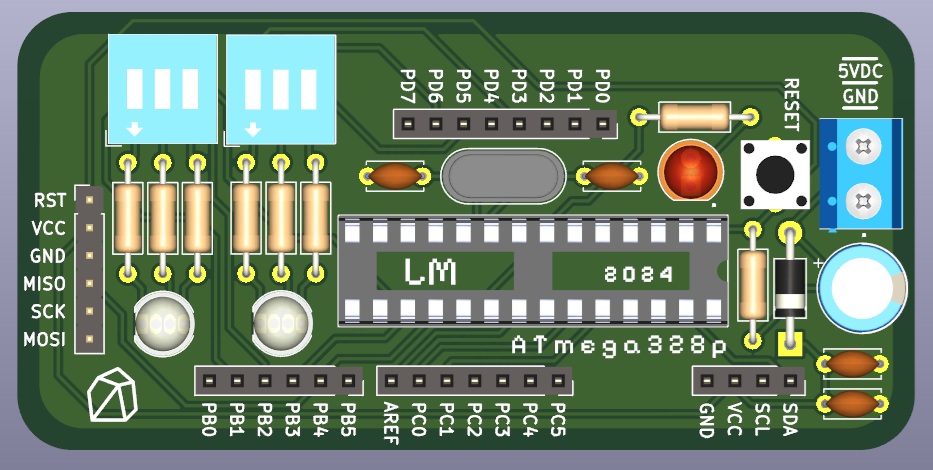 PD7
PD6
PD5
PD4
PD3
PD2
PD1
PD0
RESET
5VDC
GND
RST
VCC
GND
MISO
SCK
MOSI
LM
8084
+
ATmega328p
PB0
PB1
PB2
PB3
PB4
PB5
AREF
PC0
PC1
PC2
PC3
PC4
PC5
GND
VCC
SCL
SDA